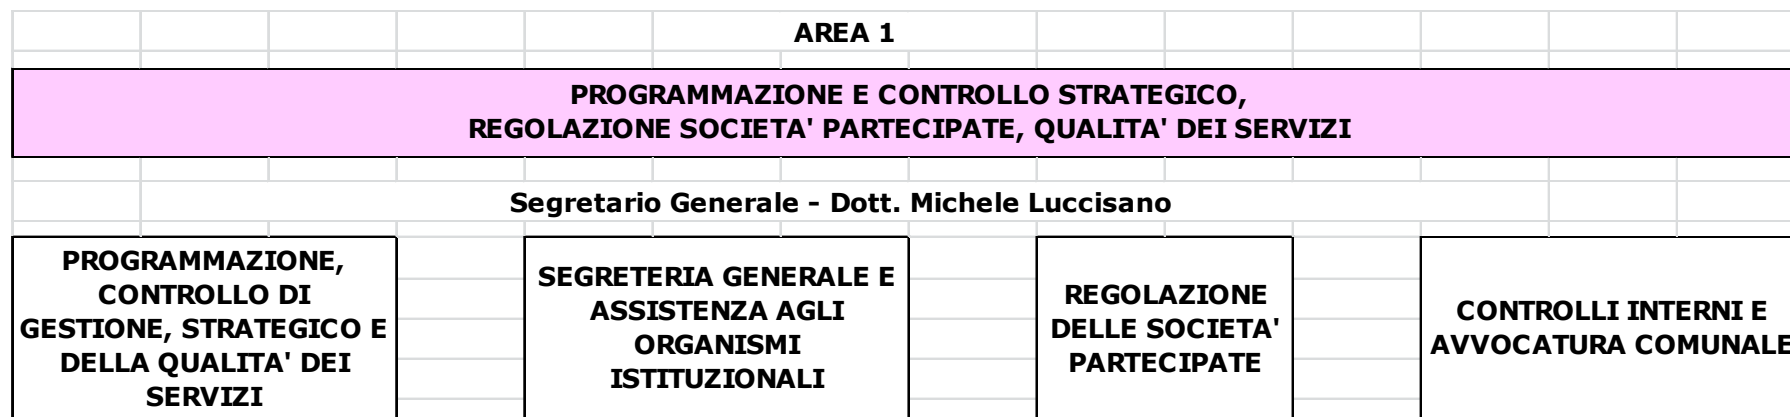 AREA 1
PROGRAMMAZIONE E CONTROLLO STRATEGICO,
REGOLAZIONE SOCIETA' PARTECIPATE, QUALITA' DEI SERVIZI
Segretario Generale - Dott. Michele Luccisano
PROGRAMMAZIONE,
CONTROLLO DI
GESTIONE, STRATEGICO E
DELLA QUALITA' DEI
SERVIZI
SEGRETERIA GENERALE E
ASSISTENZA AGLI
ORGANISMI
ISTITUZIONALI
REGOLAZIONE
DELLE SOCIETA'
PARTECIPATE
CONTROLLI INTERNI E
AVVOCATURA COMUNALE